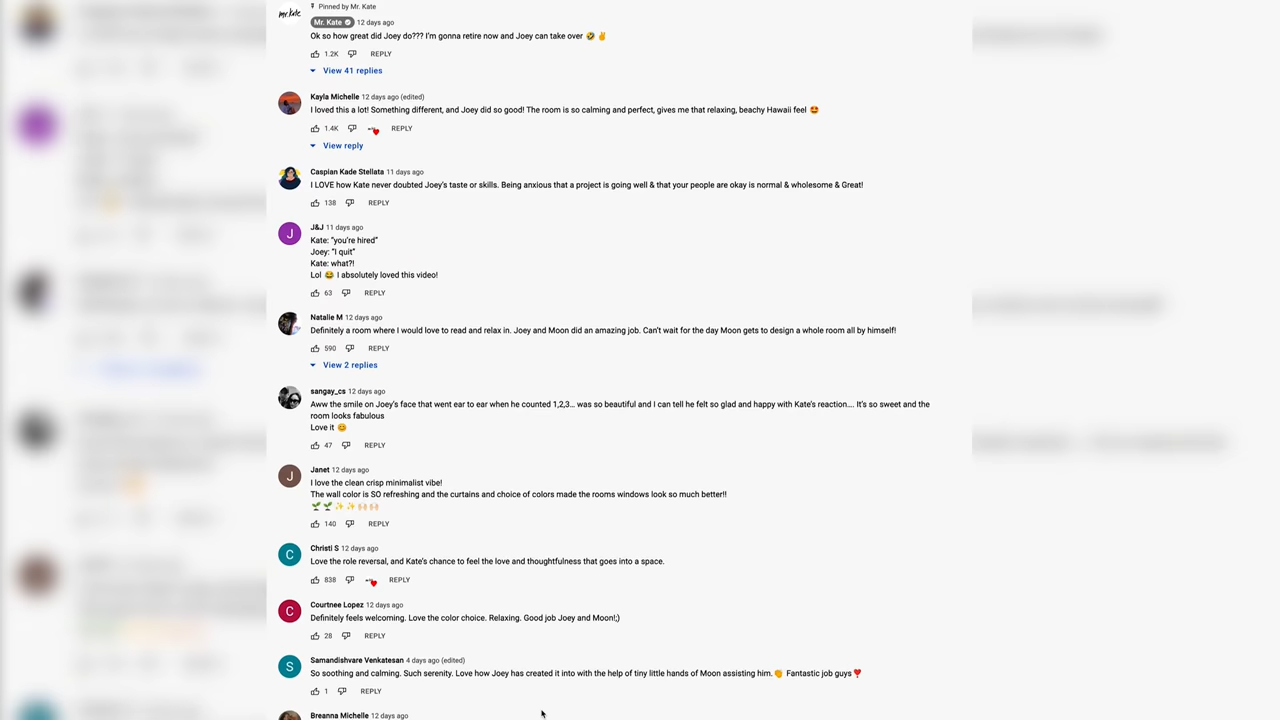 mr.kate
Pinned by Mr. Kate
Mr. Kate 12 days ago
Ok so how great did Joey do??? I'm gonna retire now and Joey can take over 🤣 ✌
1.2K REPLY
View 41 replies
Kayla Michelle 12 days ago (edited)
I loved this a lot! Something different, and Joey did so good! The room is so calming and perfect, gives me that relaxing, beachy Hawaii feel 🤩
1.4K REPLY
View reply
Caspian Kade Stellata 11 days ago
I LOVE how Kate never doubted Joey's taste or skills. Being anxious that a project is going well & that your people are okay is normal & wholesome & Great!
138 REPLY
J
J&J 11 days ago
Kate: "you're hired"
Joey: "I quit"
Kate: what?!
Lol 😂 I absolutely loved this video!
63 REPLY
Natalie M 12 days ago
Definitely a room where I would love to read and relax in. Joey and Moon did an amazing job. Can't wait for the day Moon gets to design a whole room all by himself!
590 REPLY
View 2 replies
sangay_cs 12 days ago
Aww the smile on Joey's face that went ear to ear when he counted 1,2,3... was so beautiful and I can tell he felt so glad and happy with Kate's reaction.... It's so sweet and the
room looks fabulous
Love it 😊
47 REPLY
J
Janet 12 days ago
I love the clean crisp minimalist vibe!
The wall color is SO refreshing and the curtains and choice of colors made the rooms windows look so much better!!
🌱 🌱 ✨ ✨ 🙌🏻 🙌🏻
140 REPLY
C
Christi S 12 days ago
Love the role reversal, and Kate's chance to feel the love and thoughtfulness that goes into a space.
838 REPLY
C
Courtnee Lopez 12 days ago
Definitely feels welcoming. Love the color choice. Relaxing. Good job Joey and Moon!;)
28 REPLY
S
Samandishvare Venkatesan 4 days ago (edited)
So soothing and calming. Such serenity. Love how Joey has created it into with the help of tiny little hands of Moon assisting him.👏 Fantastic job guys❣️
1 REPLY
Breanna Michelle 12 days ago